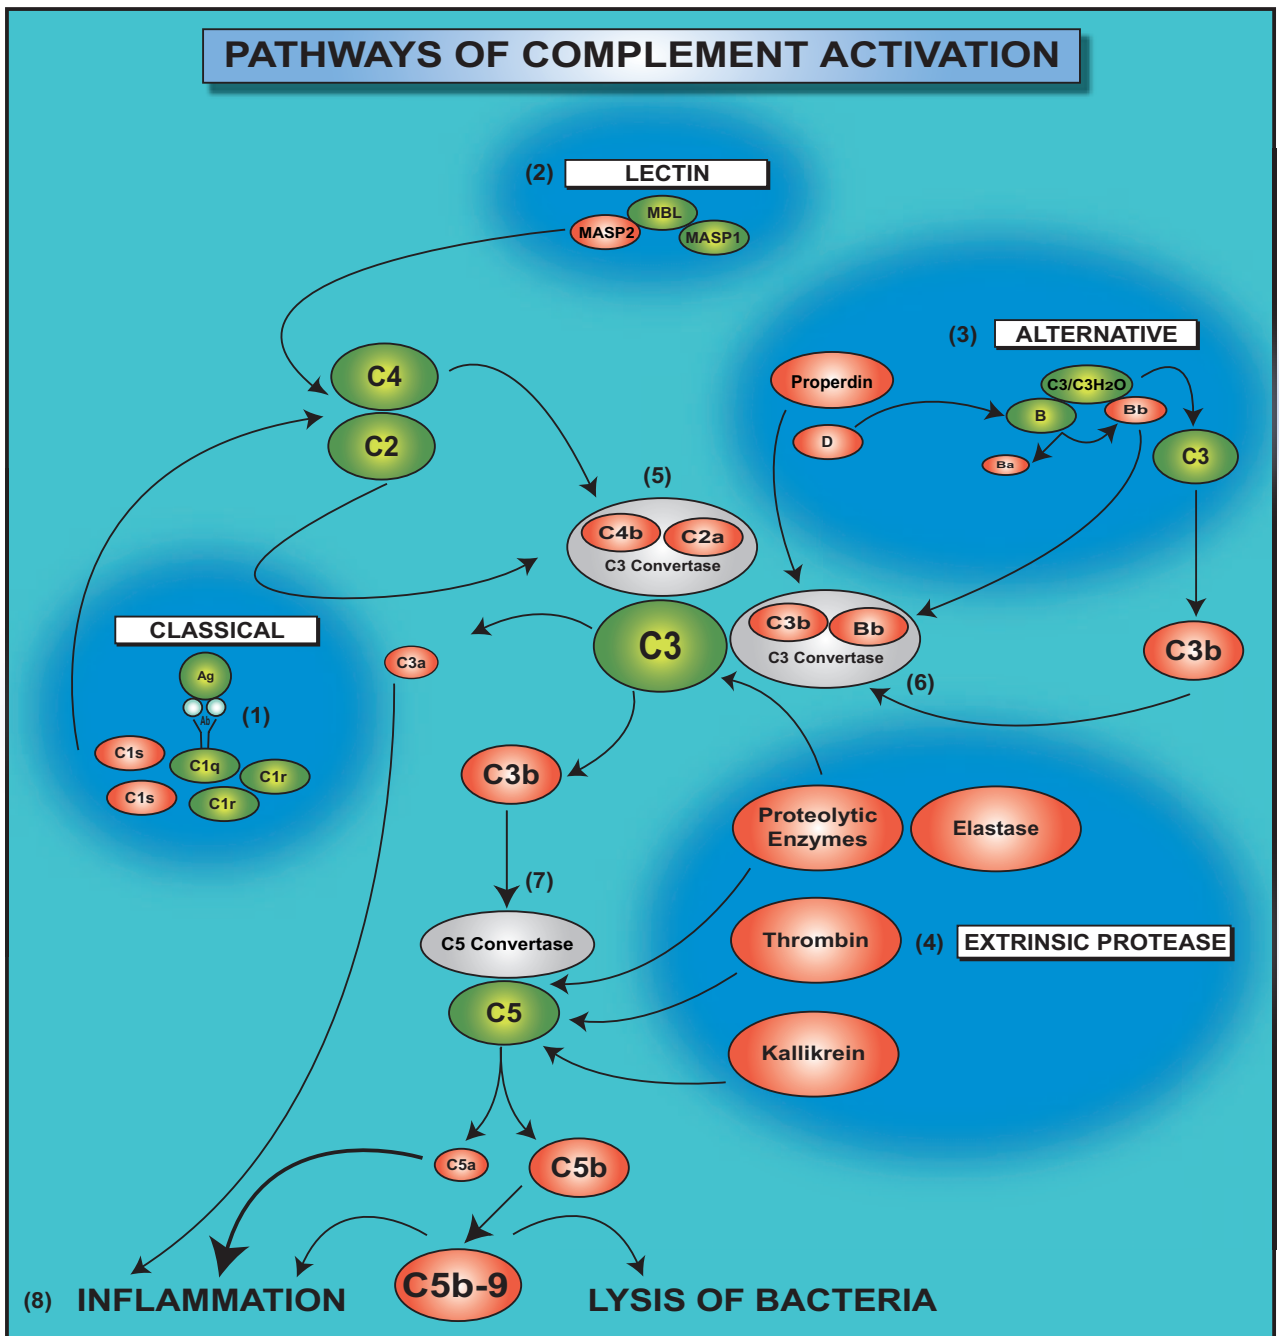 PATHWAYS OF COMPLEMENT ACTIVATION
(2) LECTIN
MBL
MASP2
MASP1
(3) ALTERNATIVE
Properdin
C3/C3H2O
B
Bb
D
Ba
C3
C4
C2
(5)
C4b
C2a
C3 Convertase
CLASSICAL
Ag
Ab
(1)
C1s
C1q
C1r
C1s
C1r
C3a
C3
C3b
Bb
C3 Convertase
(6)
C3b
C3b
Proteolytic
Enzymes
Elastase
(7)
C5 Convertase
Thrombin
(4) EXTRINSIC PROTEASE
C5
Kallikrein
C5a
C5b
C5b-9
(8) INFLAMMATION
LYSIS OF BACTERIA